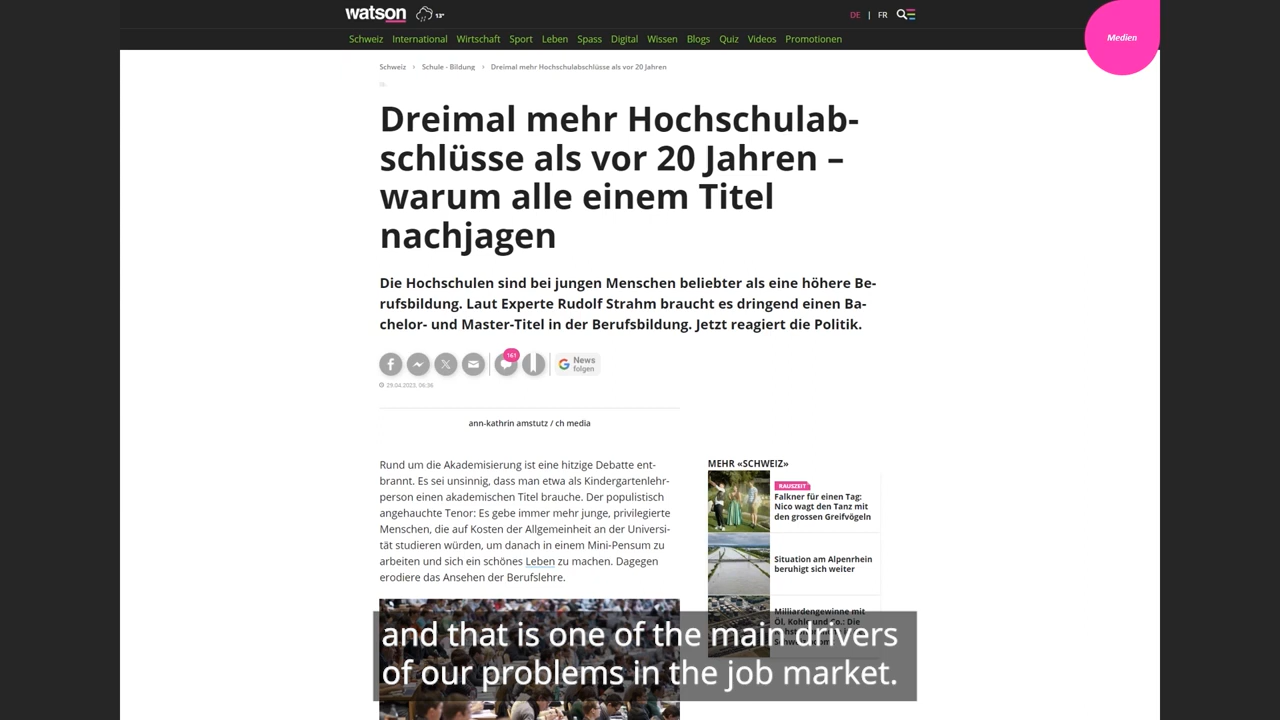 watson
13°
DE | FR
Schweiz International Wirtschaft Sport Leben Spass Digital Wissen Blogs Quiz Videos Promotionen
Medien
Schweiz › Schule - Bildung › Dreimal mehr Hochschulabschlüsse als vor 20 Jahren
Dreimal mehr Hochschulab-
schlüsse als vor 20 Jahren –
warum alle einem Titel
nachjagen
Die Hochschulen sind bei jungen Menschen beliebter als eine höhere Be-
rufsbildung. Laut Experte Rudolf Strahm braucht es dringend einen Ba-
chelor- und Master-Titel in der Berufsbildung. Jetzt reagiert die Politik.
161
News
folgen
29.04.2023, 06:36
ann-kathrin amstutz / ch media
Rund um die Akademisierung ist eine hitzige Debatte ent-
brannt. Es sei unsinnig, dass man etwa als Kindergartenlehr-
person einen akademischen Titel brauche. Der populistisch
angehauchte Tenor: Es gebe immer mehr junge, privilegierte
Menschen, die auf Kosten der Allgemeinheit an der Universi-
tät studieren würden, um danach in einem Mini-Pensum zu
arbeiten und sich ein schönes Leben zu machen. Dagegen
erodiere das Ansehen der Berufslehre.
MEHR «SCHWEIZ»
RAUSZEIT
Falkner für einen Tag:
Nico wagt den Tanz mit
den grossen Greifvögeln
Situation am Alpenrhein
beruhigt sich weiter
Milliardengewinne mit
Öl, Kohle und Co.: Die
and that is one of the main drivers
of our problems in the job market.